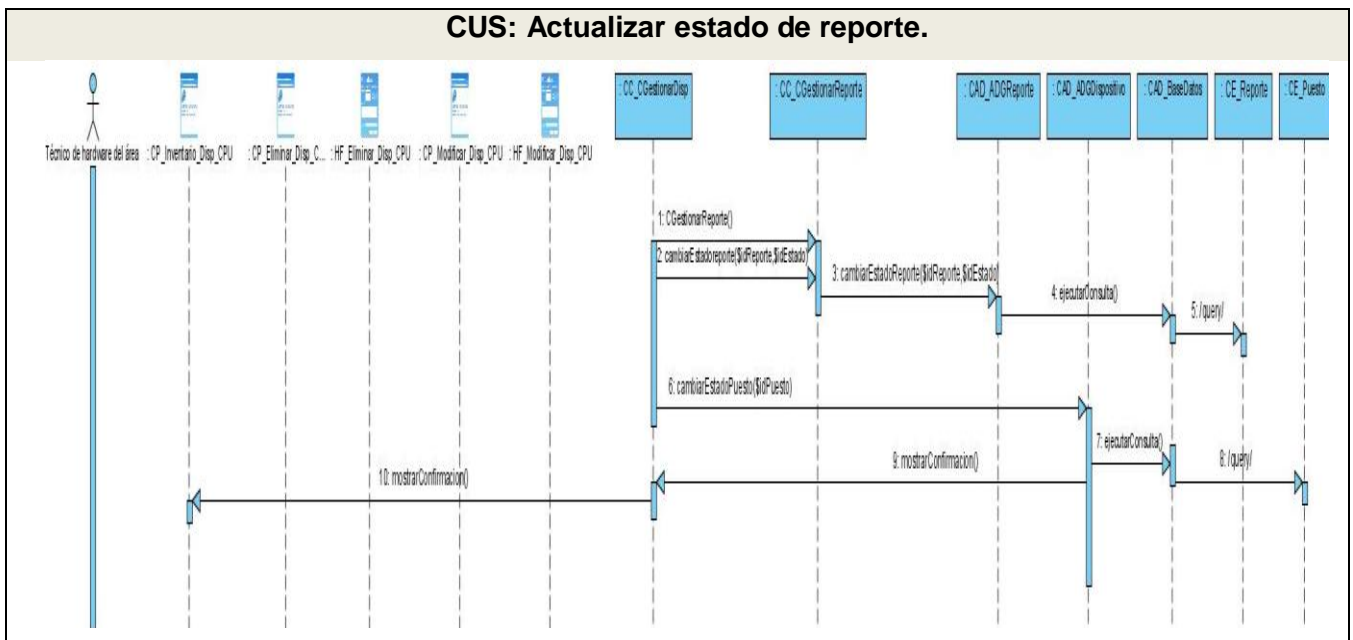 CUS: Actualizar estado de reporte.
Técnico de hardware del área
: CP_Inventario_Disp_CPU
: CP_Eliminar_Disp_C...
: HF_Eliminar_Disp_CPU
: CP_Modificar_Disp_CPU
: HF_Modificar_Disp_CPU
: CC_CGestionarDisp
: CC_CGestionarReporte
: CAD_ADGReporte
: CAD_ADGDispositivo
: CAD_BaseDatos
: CE_Reporte
: CE_Puesto
1: CGestionarReporte()
2: cambiarEstadoreporte($idReporte,$idEstado)
3: cambiarEstadoReporte($idReporte,$idEstado)
4: ejecutarConsulta()
5: /query/
6: cambiarEstadoPuesto($idPuesto)
7: ejecutarConsulta()
8: /query/
9: mostrarConfirmacion()
10: mostrarConfirmacion()